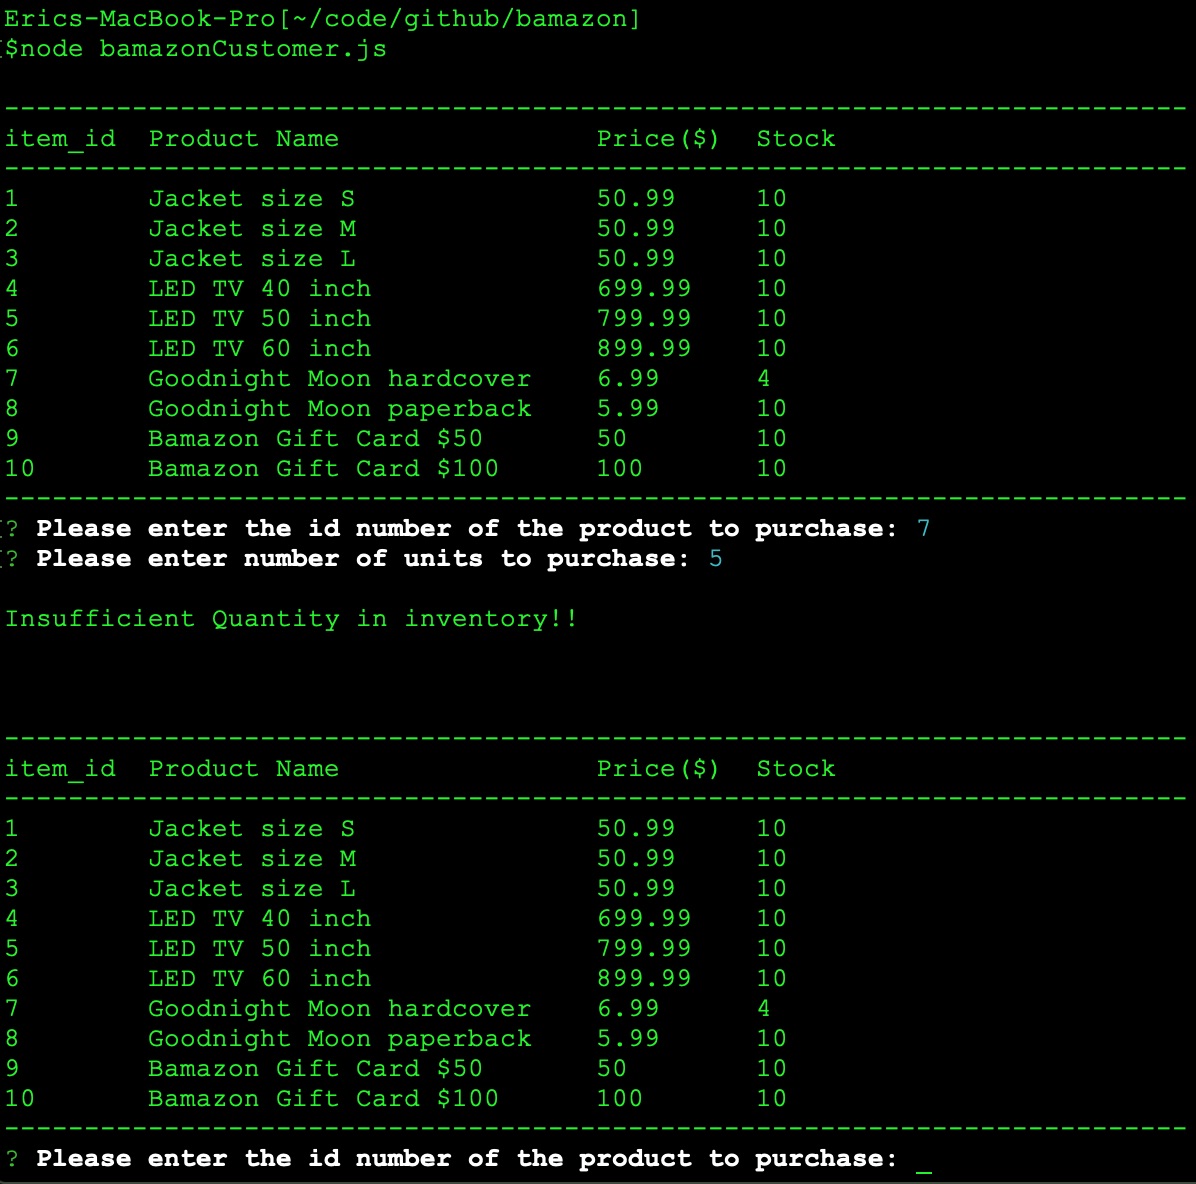 Erics-MacBook-Pro[~/code/github/bamazon]
$node bamazonCustomer.js
--------------------------------------------------------------------------
item_id  Product Name                Price($)  Stock
--------------------------------------------------------------------------
1        Jacket size S               50.99     10
2        Jacket size M               50.99     10
3        Jacket size L               50.99     10
4        LED TV 40 inch              699.99    10
5        LED TV 50 inch              799.99    10
6        LED TV 60 inch              899.99    10
7        Goodnight Moon hardcover    6.99      4
8        Goodnight Moon paperback    5.99      10
9        Bamazon Gift Card $50       50        10
10       Bamazon Gift Card $100      100       10
--------------------------------------------------------------------------
? Please enter the id number of the product to purchase: 7
? Please enter number of units to purchase: 5
Insufficient Quantity in inventory!!
--------------------------------------------------------------------------
item_id  Product Name                Price($)  Stock
--------------------------------------------------------------------------
1        Jacket size S               50.99     10
2        Jacket size M               50.99     10
3        Jacket size L               50.99     10
4        LED TV 40 inch              699.99    10
5        LED TV 50 inch              799.99    10
6        LED TV 60 inch              899.99    10
7        Goodnight Moon hardcover    6.99      4
8        Goodnight Moon paperback    5.99      10
9        Bamazon Gift Card $50       50        10
10       Bamazon Gift Card $100      100       10
--------------------------------------------------------------------------
? Please enter the id number of the product to purchase: _